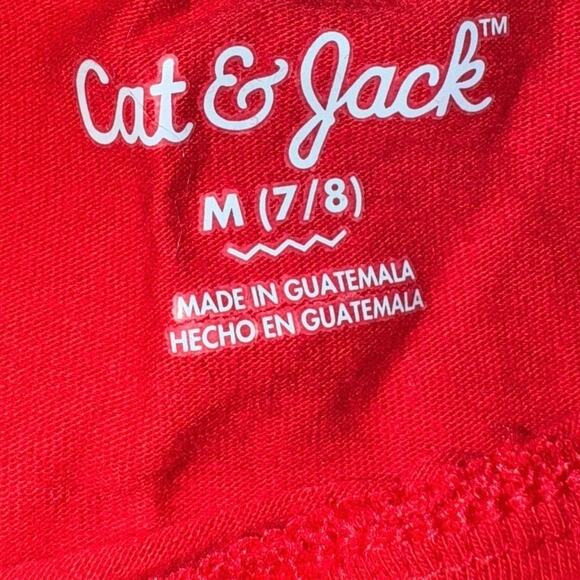 Cat & Jack™
M (7/8)
MADE IN GUATEMALA
HECHO EN GUATEMALA